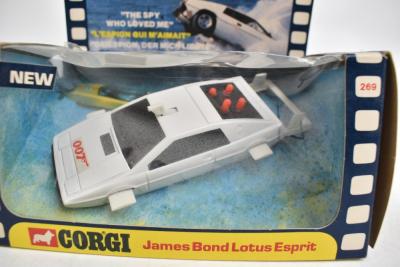 "THE SPY
WHO LOVED ME"
"L'ESPION QUI M'AIMAIT"
NEW
269
007
CORGI
James Bond Lotus Esprit